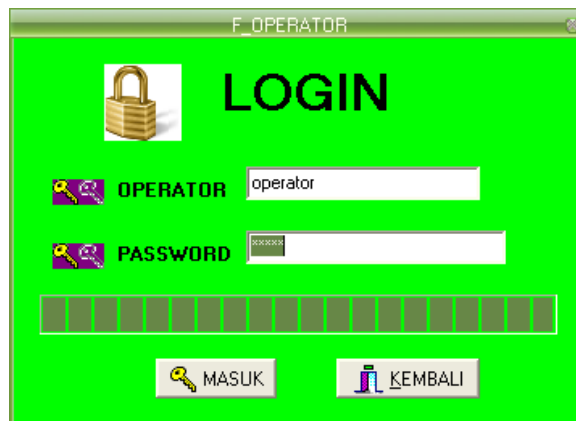 F_OPERATOR
LOGIN
OPERATOR operator
PASSWORD *****
MASUK KEMBALI